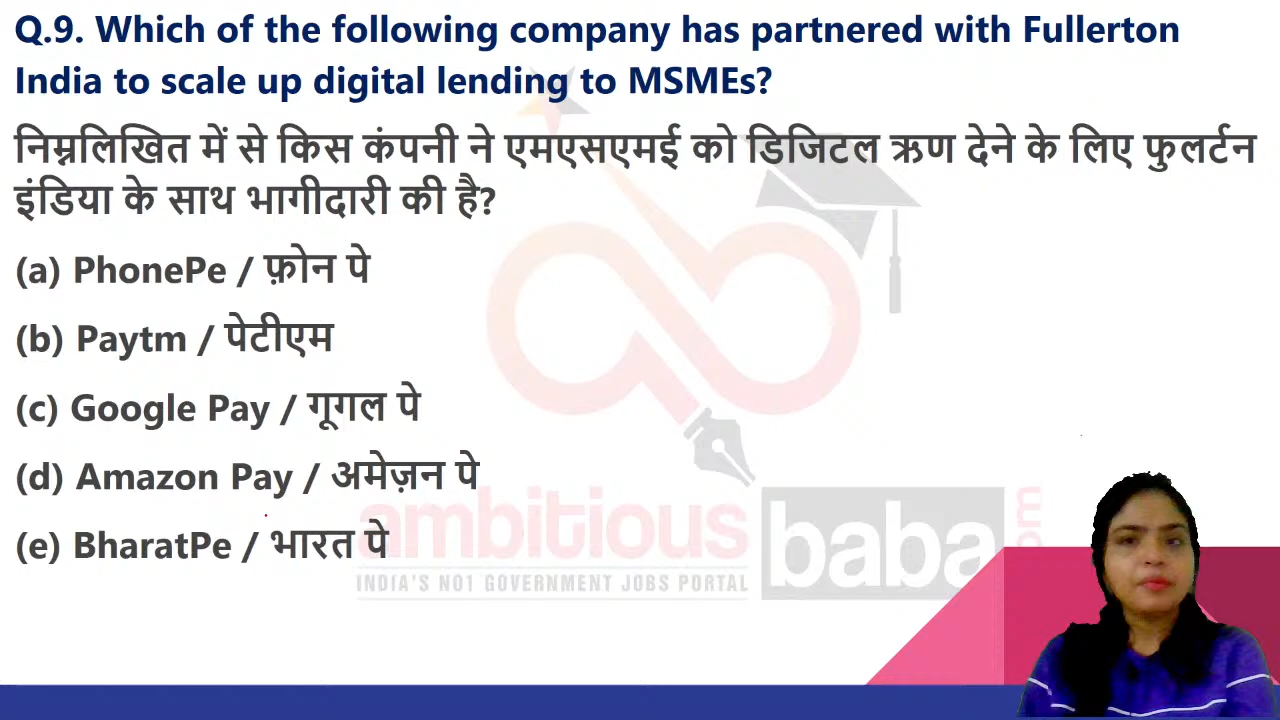 Q.9. Which of the following company has partnered with Fullerton
India to scale up digital lending to MSMEs?
निम्नलिखित में से किस कंपनी ने एमएसएमई को डिजिटल ऋण देने के लिए फुलर्टन
इंडिया के साथ भागीदारी की है?
(a) PhonePe / फ़ोन पे
(b) Paytm / पेटीएम
(c) Google Pay / गूगल पे
(d) Amazon Pay / अमेज़न पे
(e) BharatPe / भारत पे
ambitious baba
INDIA'S NO1 GOVERNMENT JOBS PORTAL